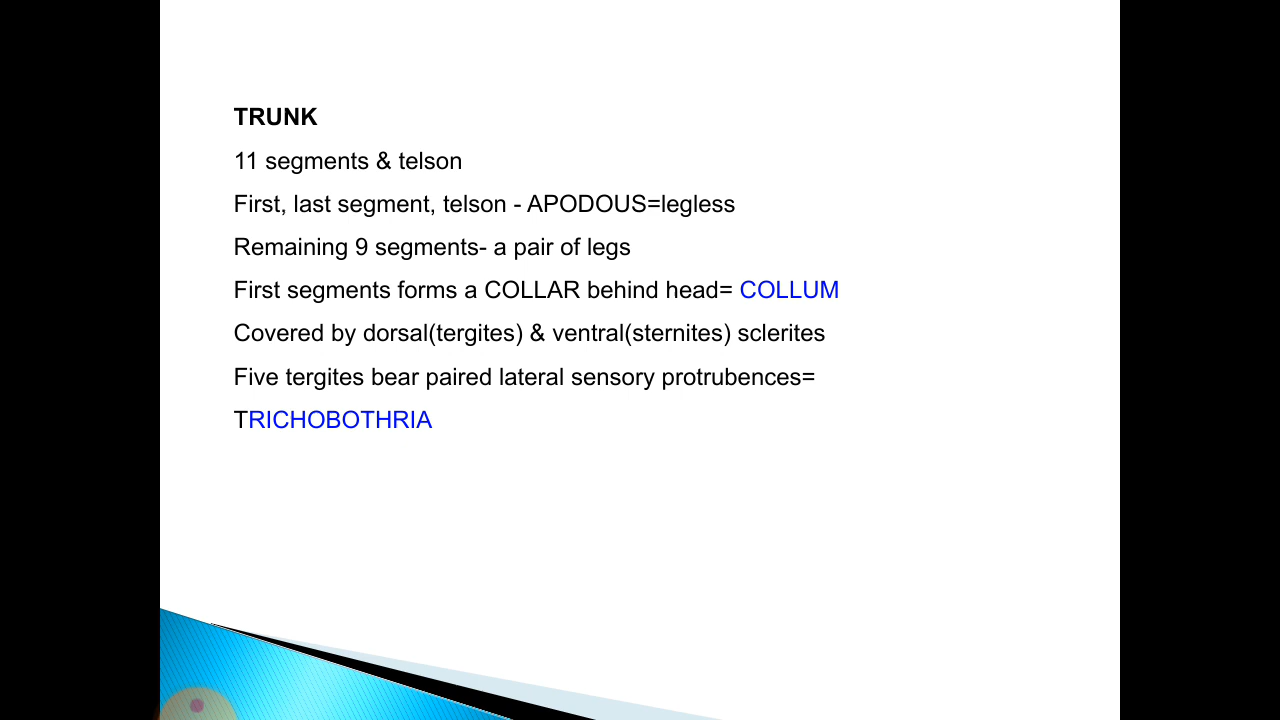 TRUNK
11 segments & telson
First, last segment, telson - APODOUS=legless
Remaining 9 segments- a pair of legs
First segments forms a COLLAR behind head= COLLUM
Covered by dorsal(tergites) & ventral(sternites) sclerites
Five tergites bear paired lateral sensory protrubences=
TRICHOBOTHRIA